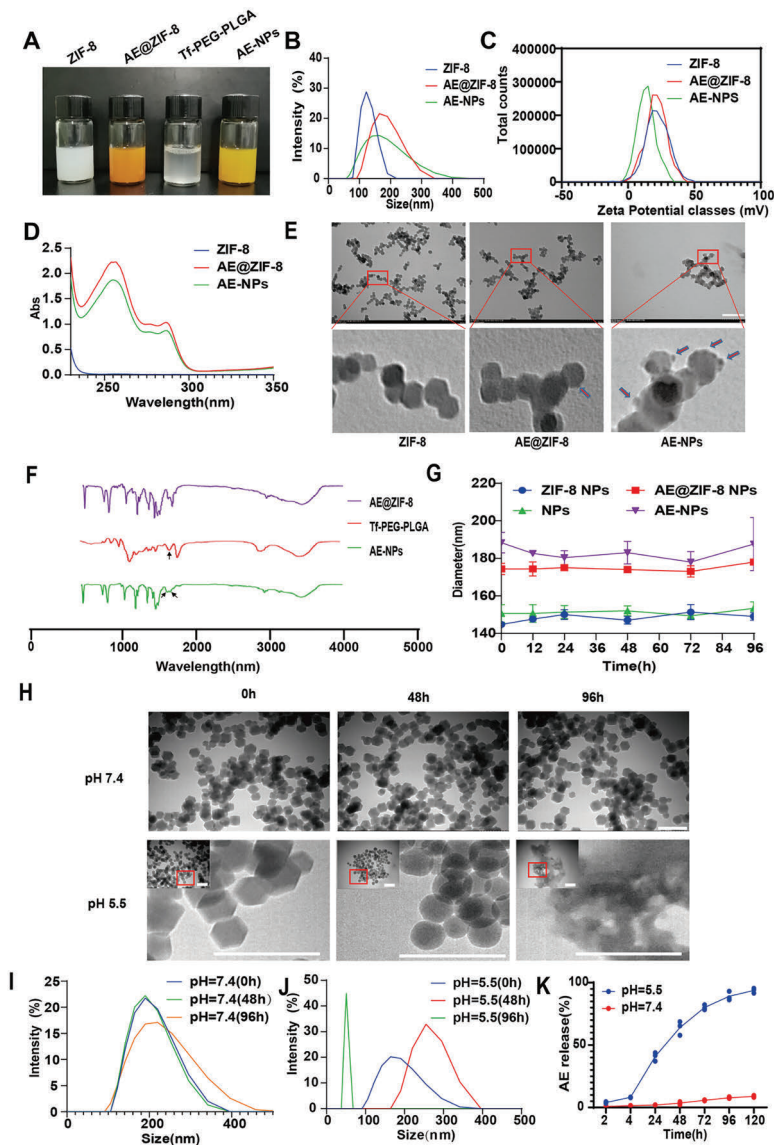 A
ZIF-8
AE@ZIF-8
Tf-PEG-PLGA
AE-NPs
B
Intensity (%)
40
30
20
10
0
ZIF-8
AE@ZIF-8
AE-NPs
0 100 200 300 400 500
Size(nm)
C
Total counts
400000
300000
200000
100000
0
ZIF-8
AE@ZIF-8
AE-NPS
-50 0 50 100
Zeta Potential classes (mV)
D
Abs
2.5
2.0
1.5
1.0
0.5
0.0
ZIF-8
AE@ZIF-8
AE-NPs
250 300 350
Wavelength(nm)
E
ZIF-8
AE@ZIF-8
AE-NPs
F
AE@ZIF-8
Tf-PEG-PLGA
AE-NPs
0 1000 2000 3000 4000 5000
Wavelength(nm)
G
ZIF-8 NPs
AE@ZIF-8 NPs
NPs
AE-NPs
Diameter(nm)
220
200
180
160
140
0 12 24 48 72 96
Time(h)
H
0h
48h
96h
pH 7.4
pH 5.5
I
Intensity (%)
25
20
15
10
5
0
pH=7.4(0h)
pH=7.4(48h)
pH=7.4(96h)
0 200 400
Size(nm)
J
Intensity (%)
50
40
30
20
10
0
pH=5.5(0h)
pH=5.5(48h)
pH=5.5(96h)
0 100 200 300 400 500
Size(nm)
K
AE release(%)
100
80
60
40
20
0
pH=5.5
pH=7.4
2 4 24 48 72 96 120
Time(h)